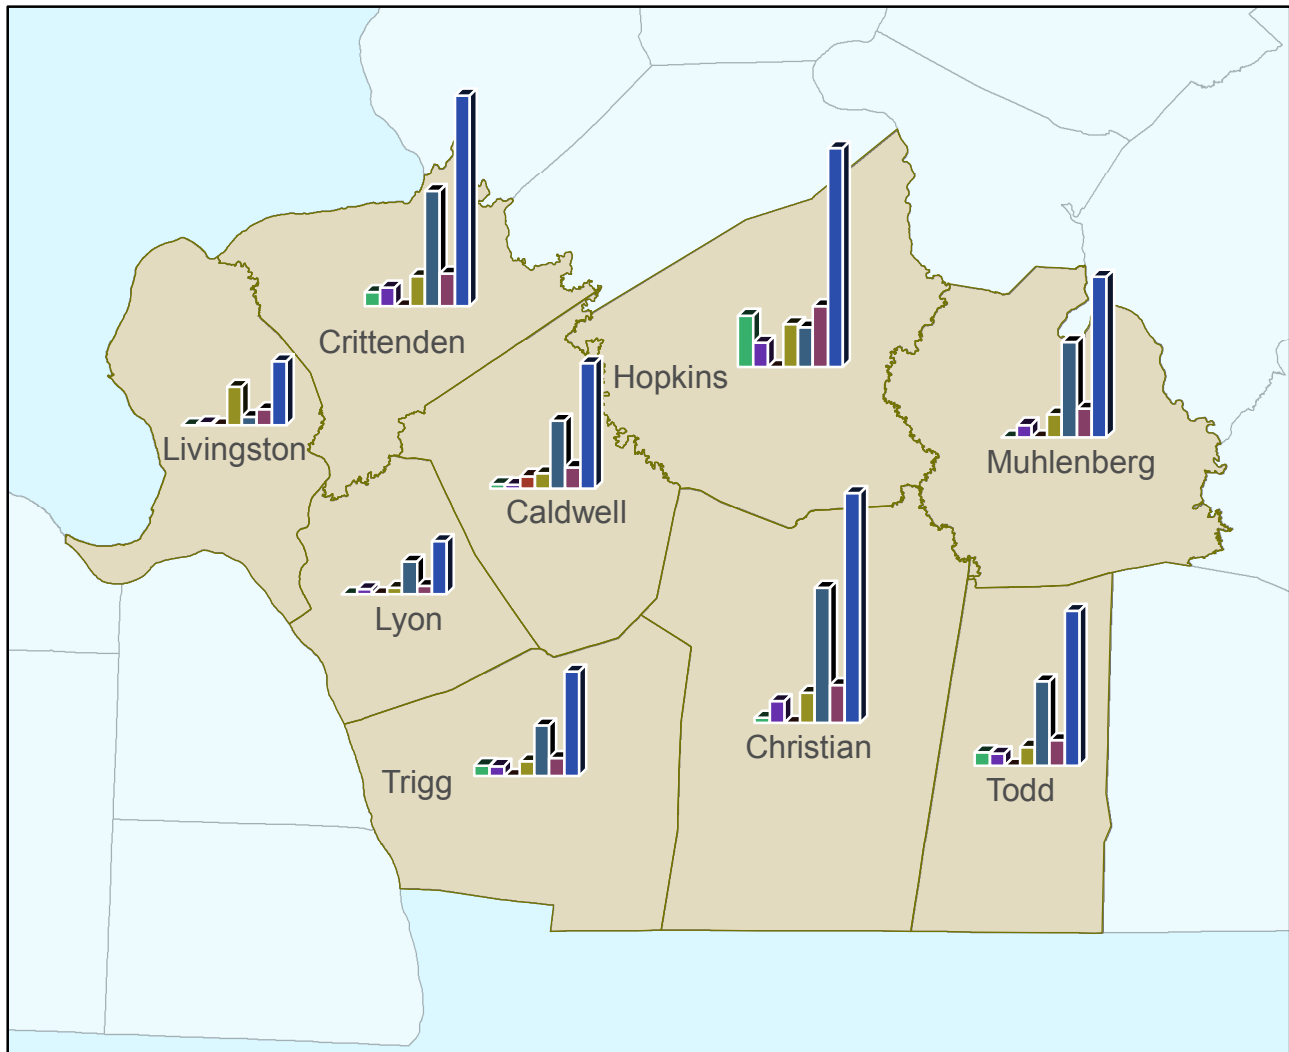 Crittenden
Hopkins
Livingston
Muhlenberg
Caldwell
Lyon
Christian
Trigg
Todd